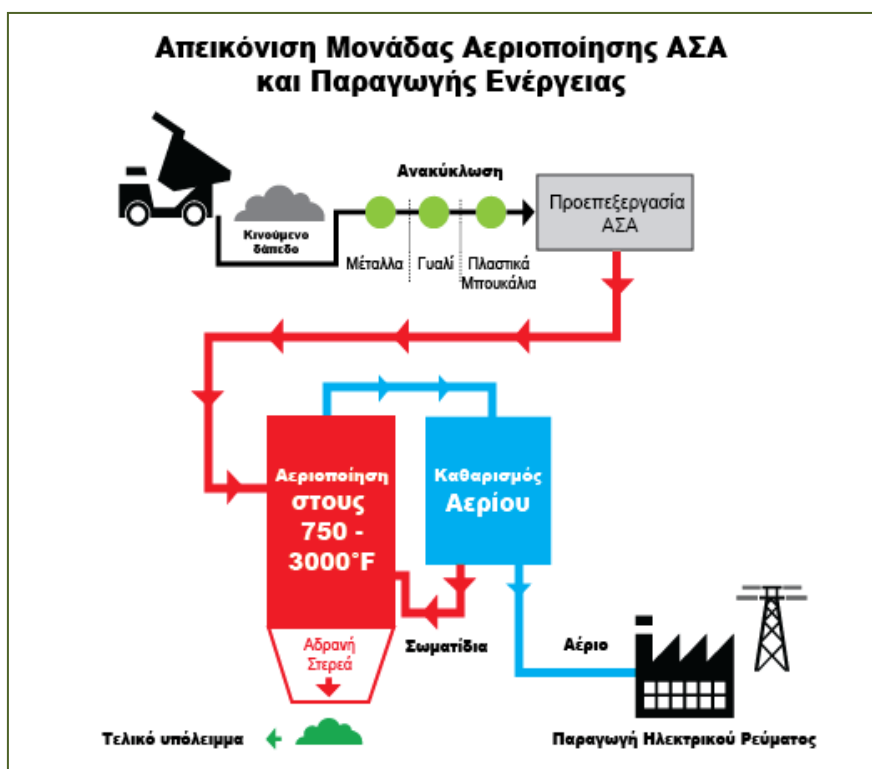 Απεικόνιση Μονάδας Αεριοποίησης ΑΣΑ
και Παραγωγής Ενέργειας
Ανακύκλωση
Κινούμενο
δάπεδο
Μέταλλα
Γυαλί
Πλαστικά
Μπουκάλια
Προεπεξεργασία
ΑΣΑ
Αεριοποίηση
στους
750 -
3000°F
Καθαρισμός
Αερίου
Αδρανή
Στερεά
Σωματίδια
Αέριο
Τελικό υπόλειμμα
Παραγωγή Ηλεκτρικού Ρεύματος